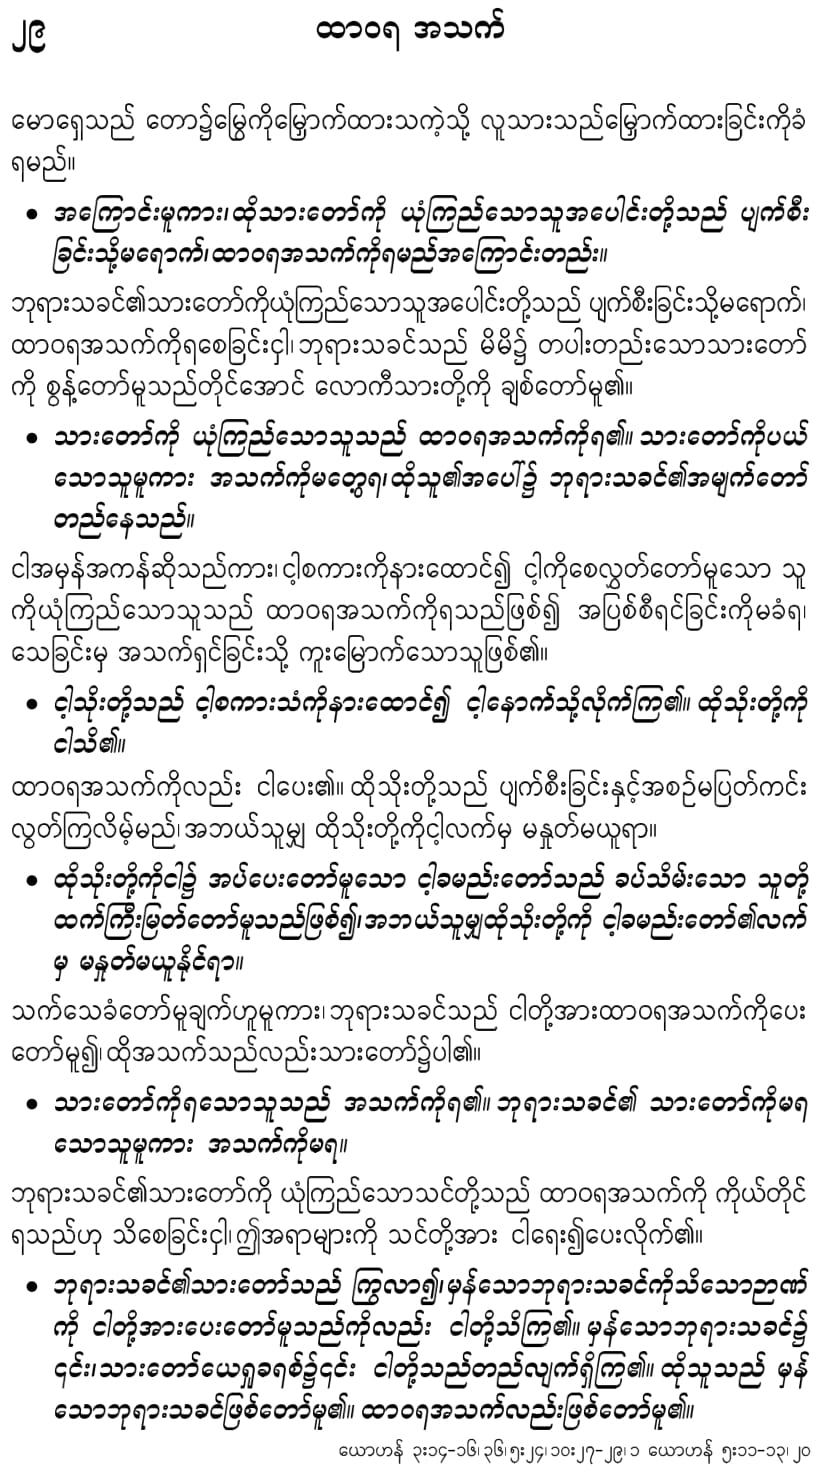 ၂၉
ထာဝရ အသက်
မောရှေသည် တော၌မြွေကိုမြှောက်ထားသကဲ့သို့ လူသားသည်မြှောက်ထားခြင်းကိုခံ
ရမည်။
• အကြောင်းမူကား၊ထိုသားတော်ကို ယုံကြည်သောသူအပေါင်းတို့သည် ပျက်စီး
ခြင်းသို့မရောက်၊ထာဝရအသက်ကိုရမည်အကြောင်းတည်း။
ဘုရားသခင်၏သားတော်ကိုယုံကြည်သောသူအပေါင်းတို့သည် ပျက်စီးခြင်းသို့မရောက်၊
ထာဝရအသက်ကိုရစေခြင်းငှါ၊ဘုရားသခင်သည် မိမိ၌ တပါးတည်းသောသားတော်
ကို စွန့်တော်မူသည်တိုင်အောင် လောကီသားတို့ကို ချစ်တော်မူ၏။
• သားတော်ကို ယုံကြည်သောသူသည် ထာဝရအသက်ကိုရ၏။ သားတော်ကိုပယ်
သောသူမူကား အသက်ကိုမတွေ့ရ၊ထိုသူ၏အပေါ်၌ ဘုရားသခင်၏အမျက်တော်
တည်နေသည်။
ငါအမှန်အကန်ဆိုသည်ကား၊ငါ့စကားကိုနားထောင်၍ ငါ့ကိုစေလွှတ်တော်မူသော သူ
ကိုယုံကြည်သောသူသည် ထာဝရအသက်ကိုရသည်ဖြစ်၍ အပြစ်စီရင်ခြင်းကိုမခံရ၊
သေခြင်းမှ အသက်ရှင်ခြင်းသို့ ကူးမြောက်သောသူဖြစ်၏။
• ငါ့သိုးတို့သည် ငါ့စကားသံကိုနားထောင်၍ ငါ့နောက်သို့လိုက်ကြ၏။ ထိုသိုးတို့ကို
ငါသိ၏။
ထာဝရအသက်ကိုလည်း ငါပေး၏။ ထိုသိုးတို့သည် ပျက်စီးခြင်းနှင့်အစဉ်မပြတ်ကင်း
လွတ်ကြလိမ့်မည်၊အဘယ်သူမျှ ထိုသိုးတို့ကိုငါ့လက်မှ မနှုတ်မယူရာ။
• ထိုသိုးတို့ကိုငါ၌ အပ်ပေးတော်မူသော ငါ့ခမည်းတော်သည် ခပ်သိမ်းသော သူတို့
ထက်ကြီးမြတ်တော်မူသည်ဖြစ်၍၊အဘယ်သူမျှထိုသိုးတို့ကို ငါ့ခမည်းတော်၏လက်
မှ မနှုတ်မယူနိုင်ရာ။
သက်သေခံတော်မူချက်ဟူမူကား၊ဘုရားသခင်သည် ငါတို့အားထာဝရအသက်ကိုပေး
တော်မူ၍၊ထိုအသက်သည်လည်းသားတော်၌ပါ၏။
• သားတော်ကိုရသောသူသည် အသက်ကိုရ၏။ ဘုရားသခင်၏ သားတော်ကိုမရ
သောသူမူကား အသက်ကိုမရ။
ဘုရားသခင်၏သားတော်ကို ယုံကြည်သောသင်တို့သည် ထာဝရအသက်ကို ကိုယ်တိုင်
ရသည်ဟု သိစေခြင်းငှါ၊ဤအရာများကို သင်တို့အား ငါရေး၍ပေးလိုက်၏။
• ဘုရားသခင်၏သားတော်သည် ကြွလာ၍၊မှန်သောဘုရားသခင်ကိုသိသောဉာဏ်
ကို ငါတို့အားပေးတော်မူသည်ကိုလည်း ငါတို့သိကြ၏။ မှန်သောဘုရားသခင်၌
၎င်း၊သားတော်ယေရှုခရစ်၌၎င်း ငါတို့သည်တည်လျက်ရှိကြ၏။ ထိုသူသည် မှန်
သောဘုရားသခင်ဖြစ်တော်မူ၏။ ထာဝရအသက်လည်းဖြစ်တော်မူ၏။
ယောဟန် ၃း၁၄-၁၆၊၃၆၊၅း၂၄၊၁၀း၂၇-၂၉၊၁ ယောဟန် ၅း၁၁-၁၃၊၂၀